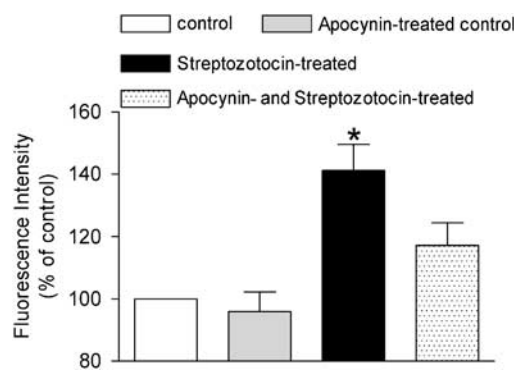 control
Apocynin-treated control
Streptozotocin-treated
Apocynin- and Streptozotocin-treated
Fluorescence Intensity
(% of control)
160
140
120
100
80
*